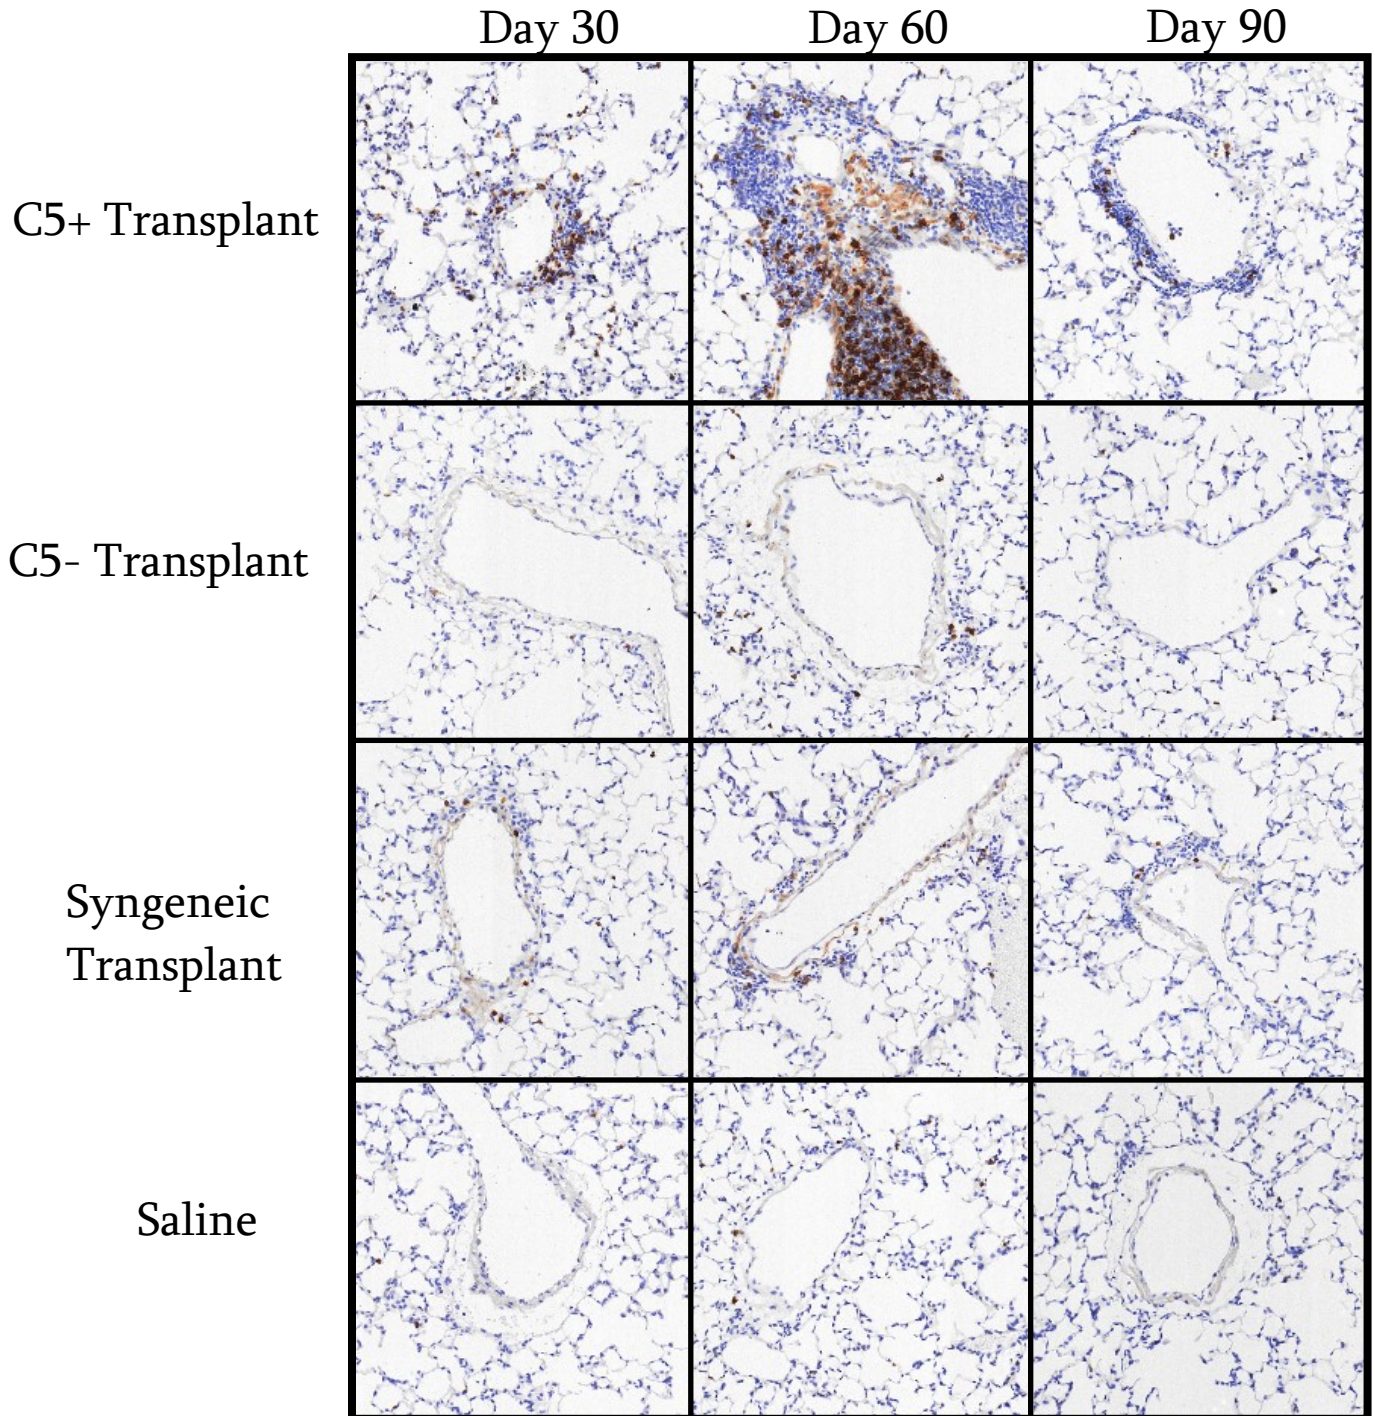 Day 30 Day 60 Day 90
C5+ Transplant
C5- Transplant
Syngeneic
Transplant
Saline